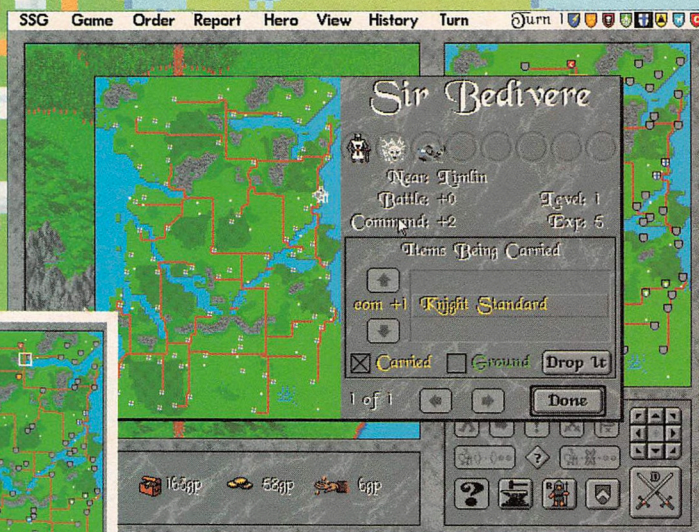 SSG Game Order Report Hero View History Turn Turn 1
Sir Bedivere
Near: Limlin
Battle: +0 Level: 1
Command: +2 Exp: 5
Items Being Carried
com +1 Knight Standard
Carried Ground Drop It
1 of 1 Done
165gp 58gp 6gp